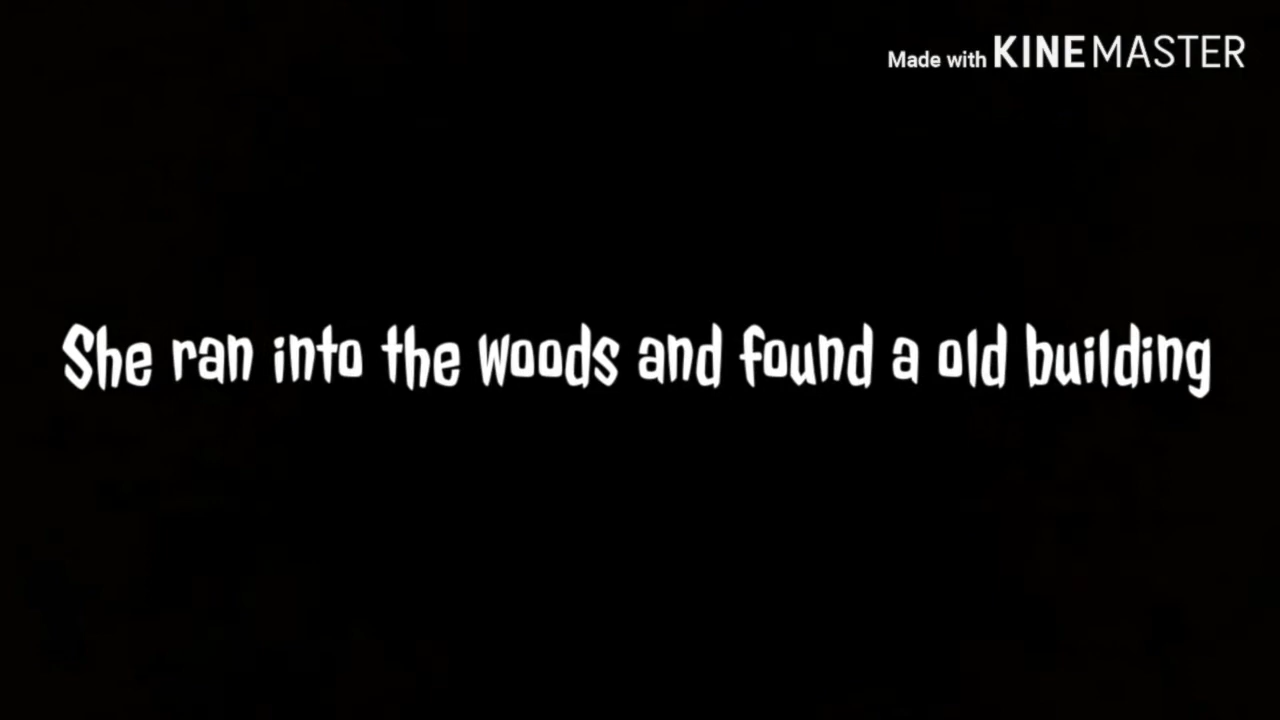 Made with KINEMASTER
She ran into the woods and found a old building